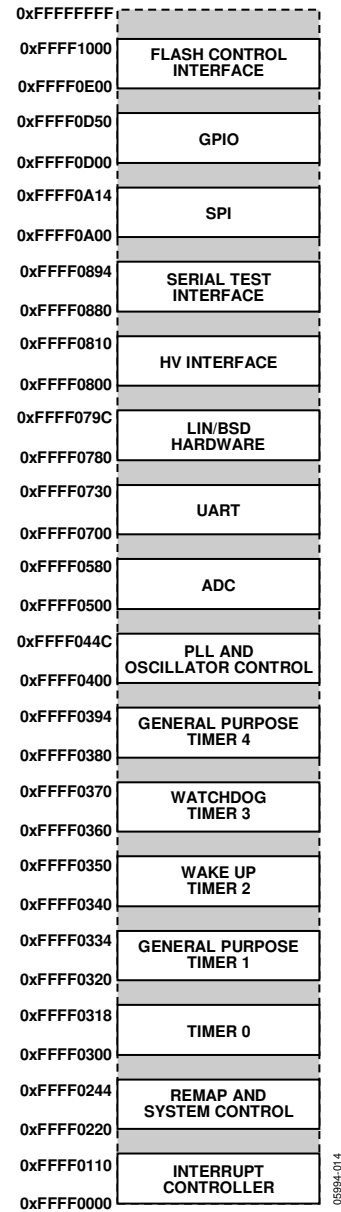 0xFFFFFFFF
0xFFFF1000
FLASH CONTROL
INTERFACE
0xFFFF0E00
0xFFFF0D50
GPIO
0xFFFF0D00
0xFFFF0A14
SPI
0xFFFF0A00
0xFFFF0894
SERIAL TEST
INTERFACE
0xFFFF0880
0xFFFF0810
HV INTERFACE
0xFFFF0800
0xFFFF079C
LIN/BSD
HARDWARE
0xFFFF0780
0xFFFF0730
UART
0xFFFF0700
0xFFFF0580
ADC
0xFFFF0500
0xFFFF044C
PLL AND
OSCILLATOR CONTROL
0xFFFF0400
0xFFFF0394
GENERAL PURPOSE
TIMER 4
0xFFFF0380
0xFFFF0370
WATCHDOG
TIMER 3
0xFFFF0360
0xFFFF0350
WAKE UP
TIMER 2
0xFFFF0340
0xFFFF0334
GENERAL PURPOSE
TIMER 1
0xFFFF0320
0xFFFF0318
TIMER 0
0xFFFF0300
0xFFFF0244
REMAP AND
SYSTEM CONTROL
0xFFFF0220
0xFFFF0110
INTERRUPT
CONTROLLER
0xFFFF0000
05994-014